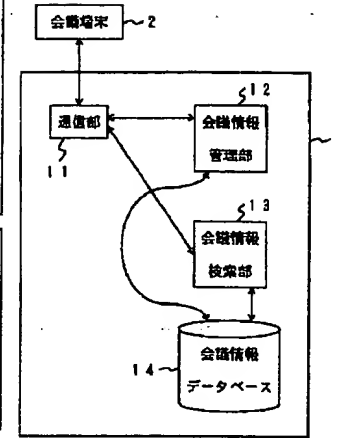 会議端末
2
通信部
11
12
会議情報
管理部
13
会議情報
検索部
14
会議情報
データベース